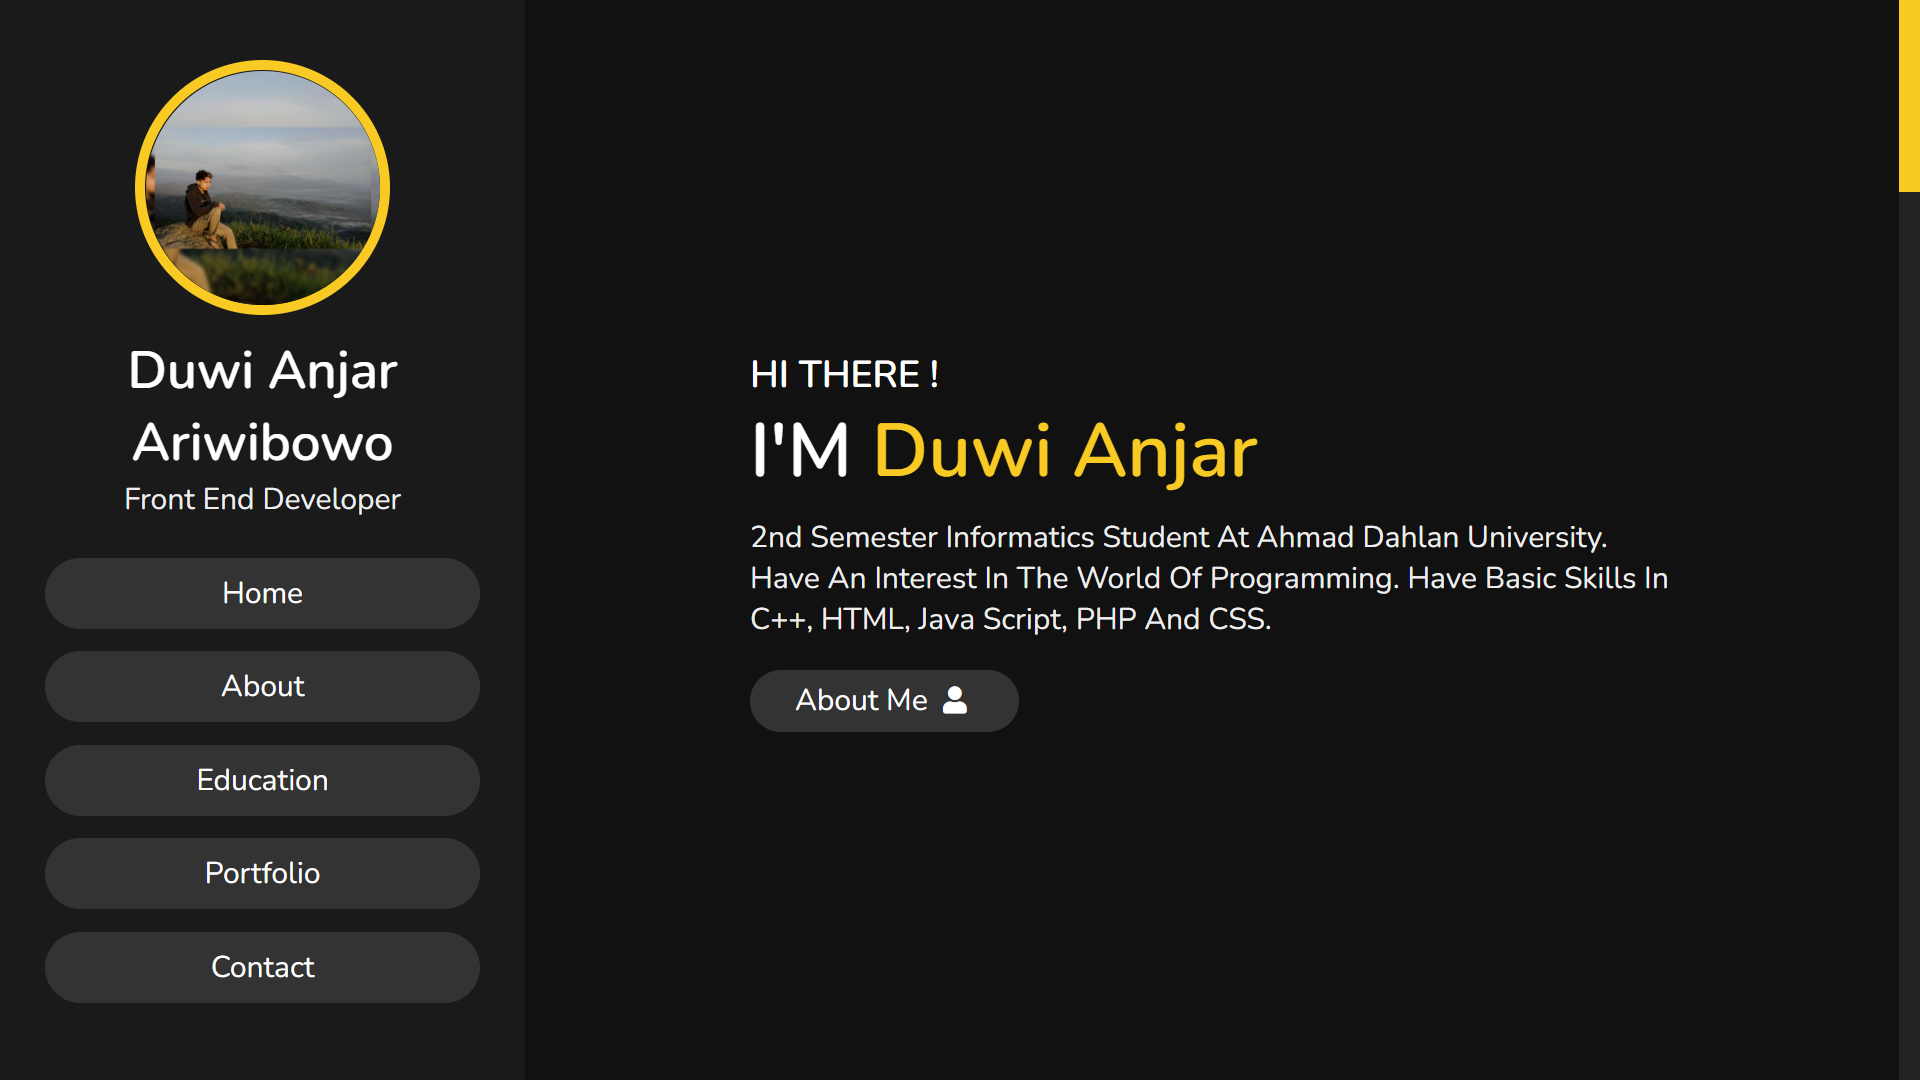 Duwi Anjar
Ariwibowo
Front End Developer
Home
About
Education
Portfolio
Contact
HI THERE !
I'M Duwi Anjar
2nd Semester Informatics Student At Ahmad Dahlan University.
Have An Interest In The World Of Programming. Have Basic Skills In
C++, HTML, Java Script, PHP And CSS.
About Me